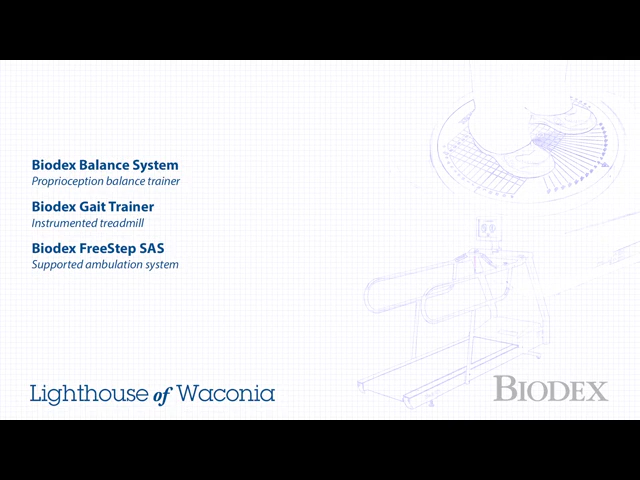 Biodex Balance System
Proprioception balance trainer
Biodex Gait Trainer
Instrumented treadmill
Biodex FreeStep SAS
Supported ambulation system
Lighthouse of Waconia
BIODEX